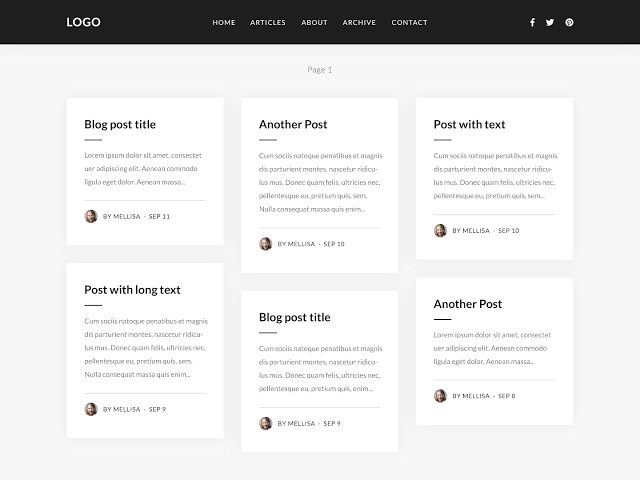 LOGO
HOME ARTICLES ABOUT ARCHIVE CONTACT
Page 1
Blog post title
Lorem ipsum dolor sit amet, consectet
uer adipiscing elit. Aenean commodo
ligula eget dolor. Aenean massa...
BY MELLISA - SEP 11
Another Post
Cum sociis natoque penatibus et magnis
dis parturient montes, nascetur ridicu-
lus mus. Donec quam felis, ultricies nec,
pellentesque eu, pretium quis, sem.
Nulla consequat massa quis enim...
BY MELLISA - SEP 10
Post with text
Cum sociis natoque penatibus et magnis
dis parturient montes, nascetur ridicu-
lus mus. Donec quam felis, ultricies nec,
pellentesque eu, pretium quis, sem...
BY MELLISA - SEP 10
Post with long text
Cum sociis natoque penatibus et magnis
dis parturient montes, nascetur ridicu-
lus mus. Donec quam felis, ultricies nec,
pellentesque eu, pretium quis, sem.
Nulla consequat massa quis enim...
BY MELLISA - SEP 9
Blog post title
Cum sociis natoque penatibus et magnis
dis parturient montes, nascetur ridicu-
lus mus. Donec quam felis, ultricies nec,
pellentesque eu, pretium quis, enim...
BY MELLISA - SEP 9
Another Post
Lorem ipsum dolor sit amet, consectet
uer adipiscing elit. Aenean commodo
ligula eget dolor. Aenean massa...
BY MELLISA - SEP 8